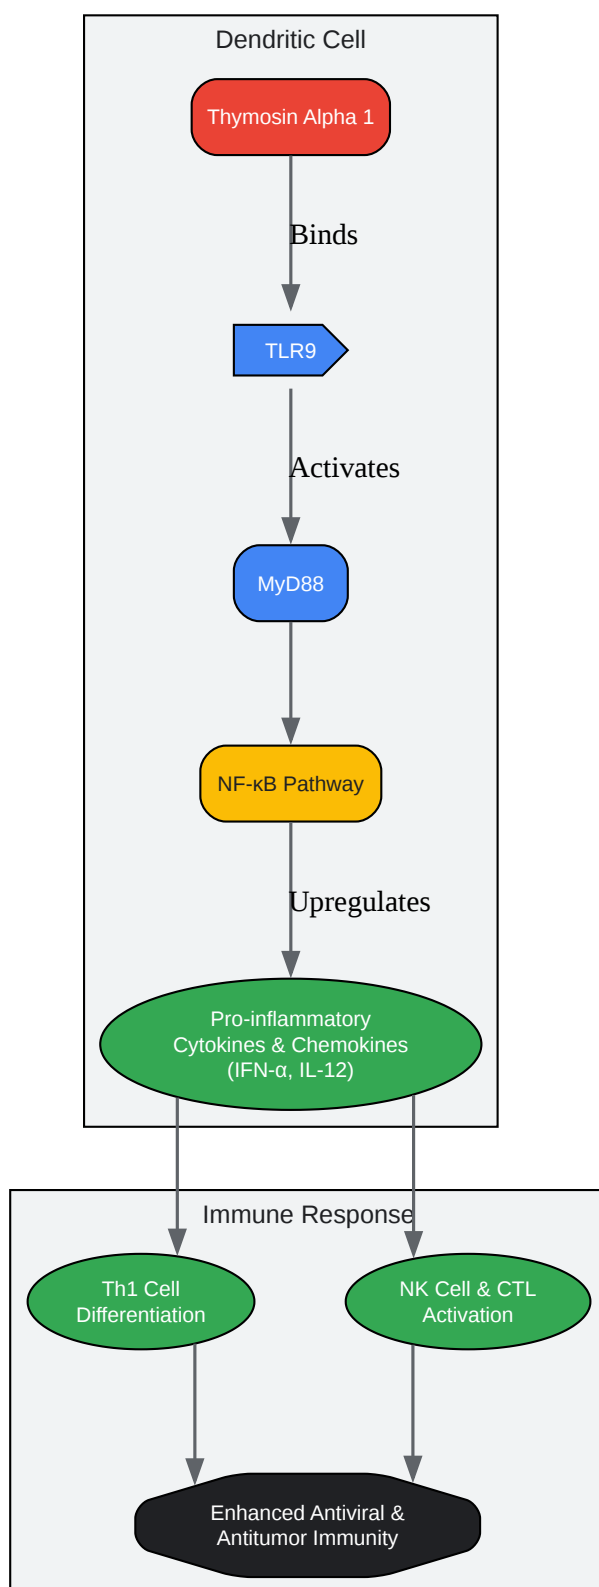 Dendritic Cell
Thymosin Alpha 1
Binds
TLR9
Activates
MyD88
NF-κB Pathway
Upregulates
Pro-inflammatory
Cytokines & Chemokines
(IFN-α, IL-12)
Immune Response
Th1 Cell
Differentiation
NK Cell & CTL
Activation
Enhanced Antiviral &
Antitumor Immunity